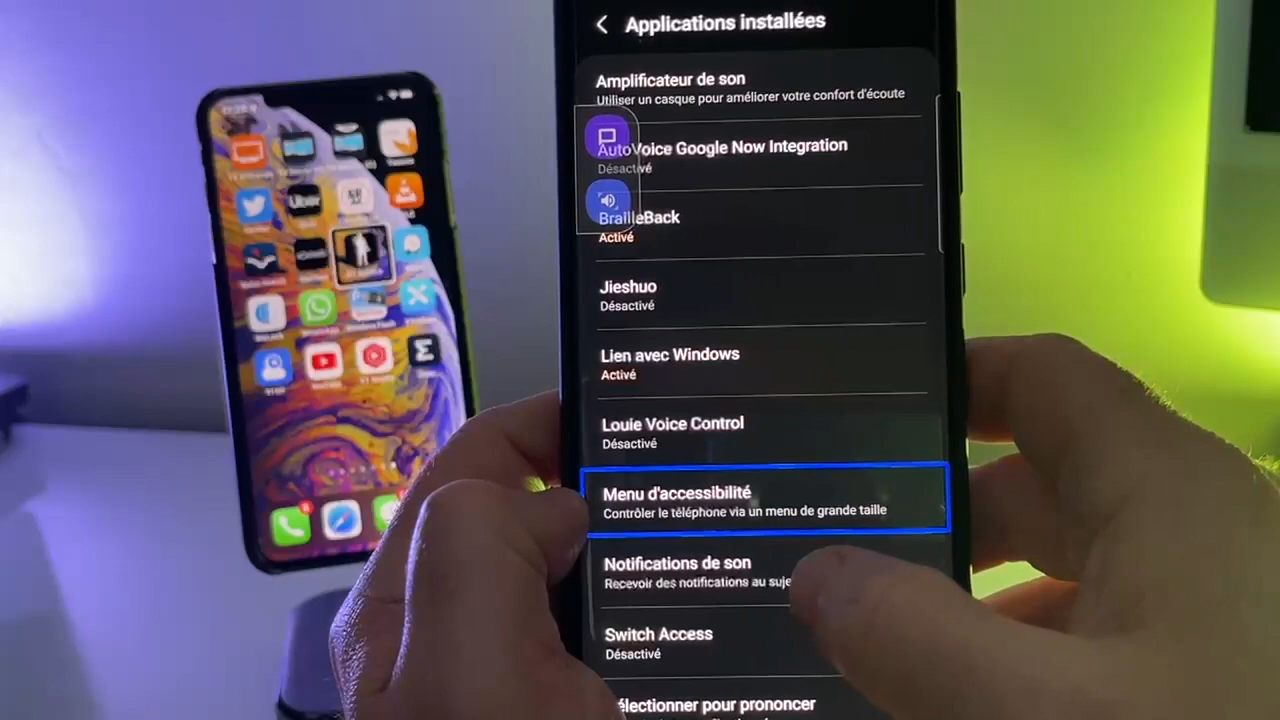 Applications installées
Amplificateur de son
Utiliser un casque pour améliorer votre confort d'écoute
AutoVoice Google Now Integration
Désactivé
BrailleBack
Activé
Jieshuo
Désactivé
Lien avec Windows
Activé
Louie Voice Control
Désactivé
Menu d'accessibilité
Contrôler le téléphone via un menu de grande taille
Notifications de son
Recevoir des notifications au suje
Switch Access
Désactivé
électionner pour prononcer
Uber